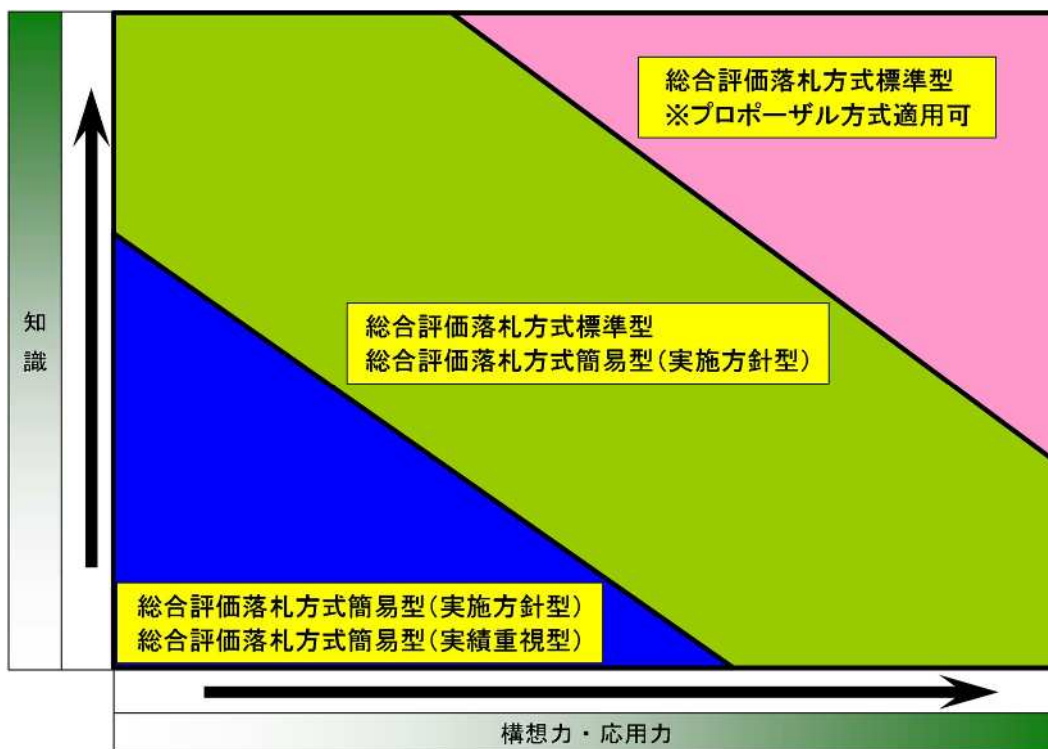 総合評価落札方式標準型
※プロポーザル方式適用可
知識
総合評価落札方式標準型
総合評価落札方式簡易型(実施方針型)
総合評価落札方式簡易型(実施方針型)
総合評価落札方式簡易型(実績重視型)
構想力・応用力